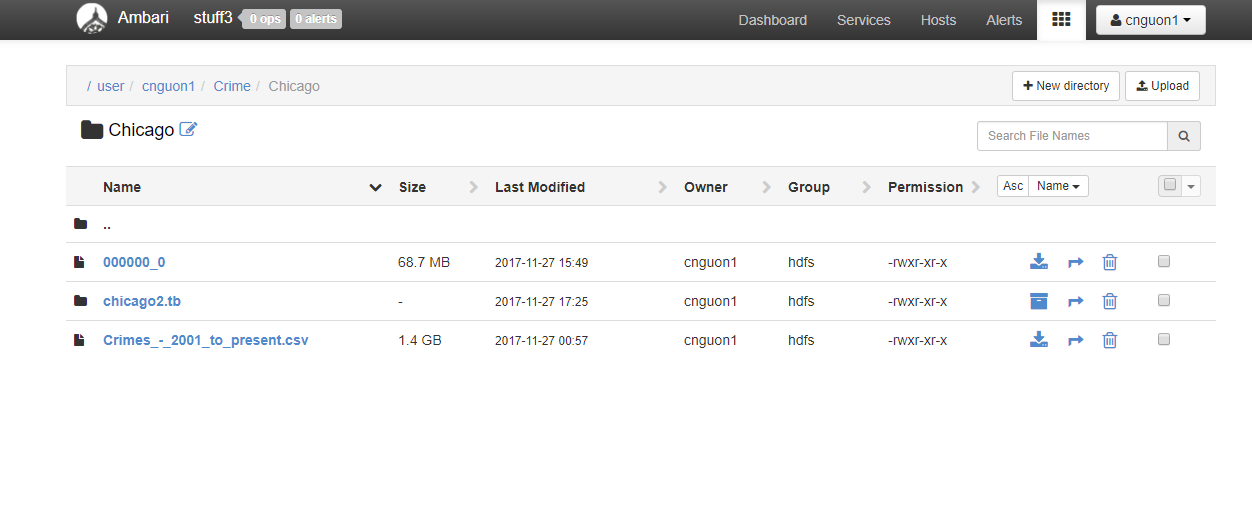 Ambari stuff3 0 ops 0 alerts Dashboard Services Hosts Alerts cnguon1
/ user / cnguon1 / Crime / Chicago New directory Upload
Chicago Search File Names
Name Size Last Modified Owner Group Permission Asc Name
..
000000_0 68.7 MB 2017-11-27 15:49 cnguon1 hdfs -rwxr-xr-x
chicago2.tb - 2017-11-27 17:25 cnguon1 hdfs -rwxr-xr-x
Crimes_-_2001_to_present.csv 1.4 GB 2017-11-27 00:57 cnguon1 hdfs -rwxr-xr-x